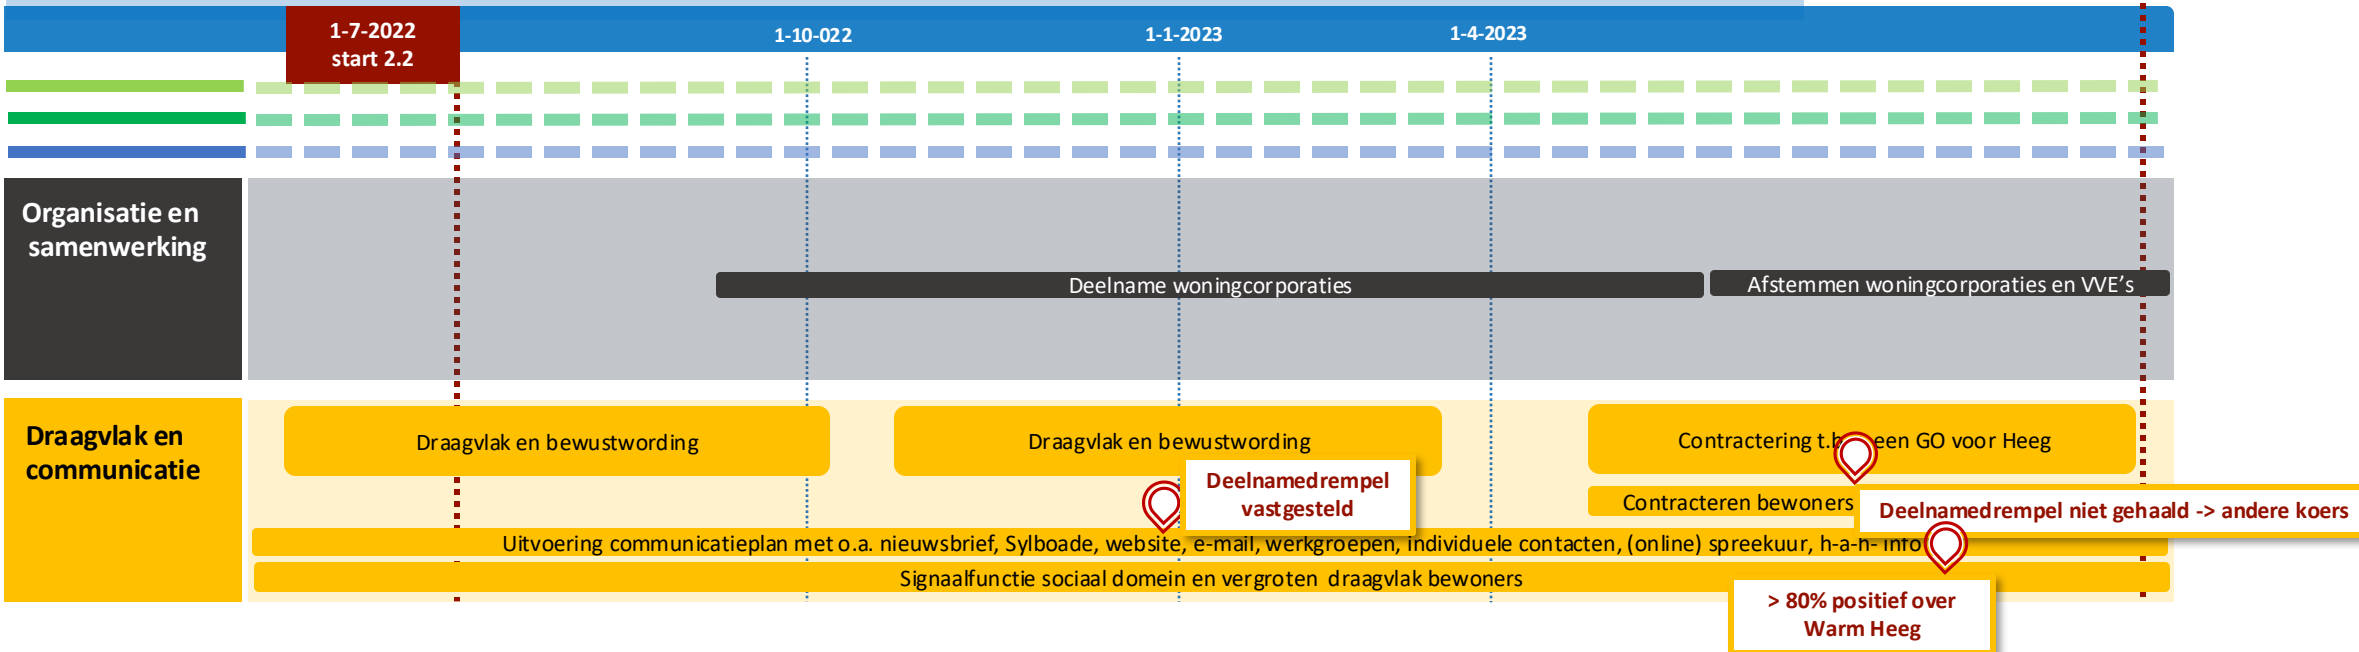 1-7-2022
start 2.2
1-10-022
1-1-2023
1-4-2023
Organisatie en
samenwerking
Deelname woningcorporaties
Afstemmen woningcorporaties en VVE's
Draagvlak en
communicatie
Draagvlak en bewustwording
Draagvlak en bewustwording
Contractering t.b. een GO voor Heeg
Deelnamedrempel
vastgesteld
Contracteren bewoners
Deelnamedrempel niet gehaald -> andere koers
Uitvoering communicatieplan met o.a. nieuwsbrief, Sylboade, website, e-mail, werkgroepen, individuele contacten, (online) spreekuur, h-a-h- info
Signaalfunctie sociaal domein en vergroten draagvlak bewoners
> 80% positief over
Warm Heeg